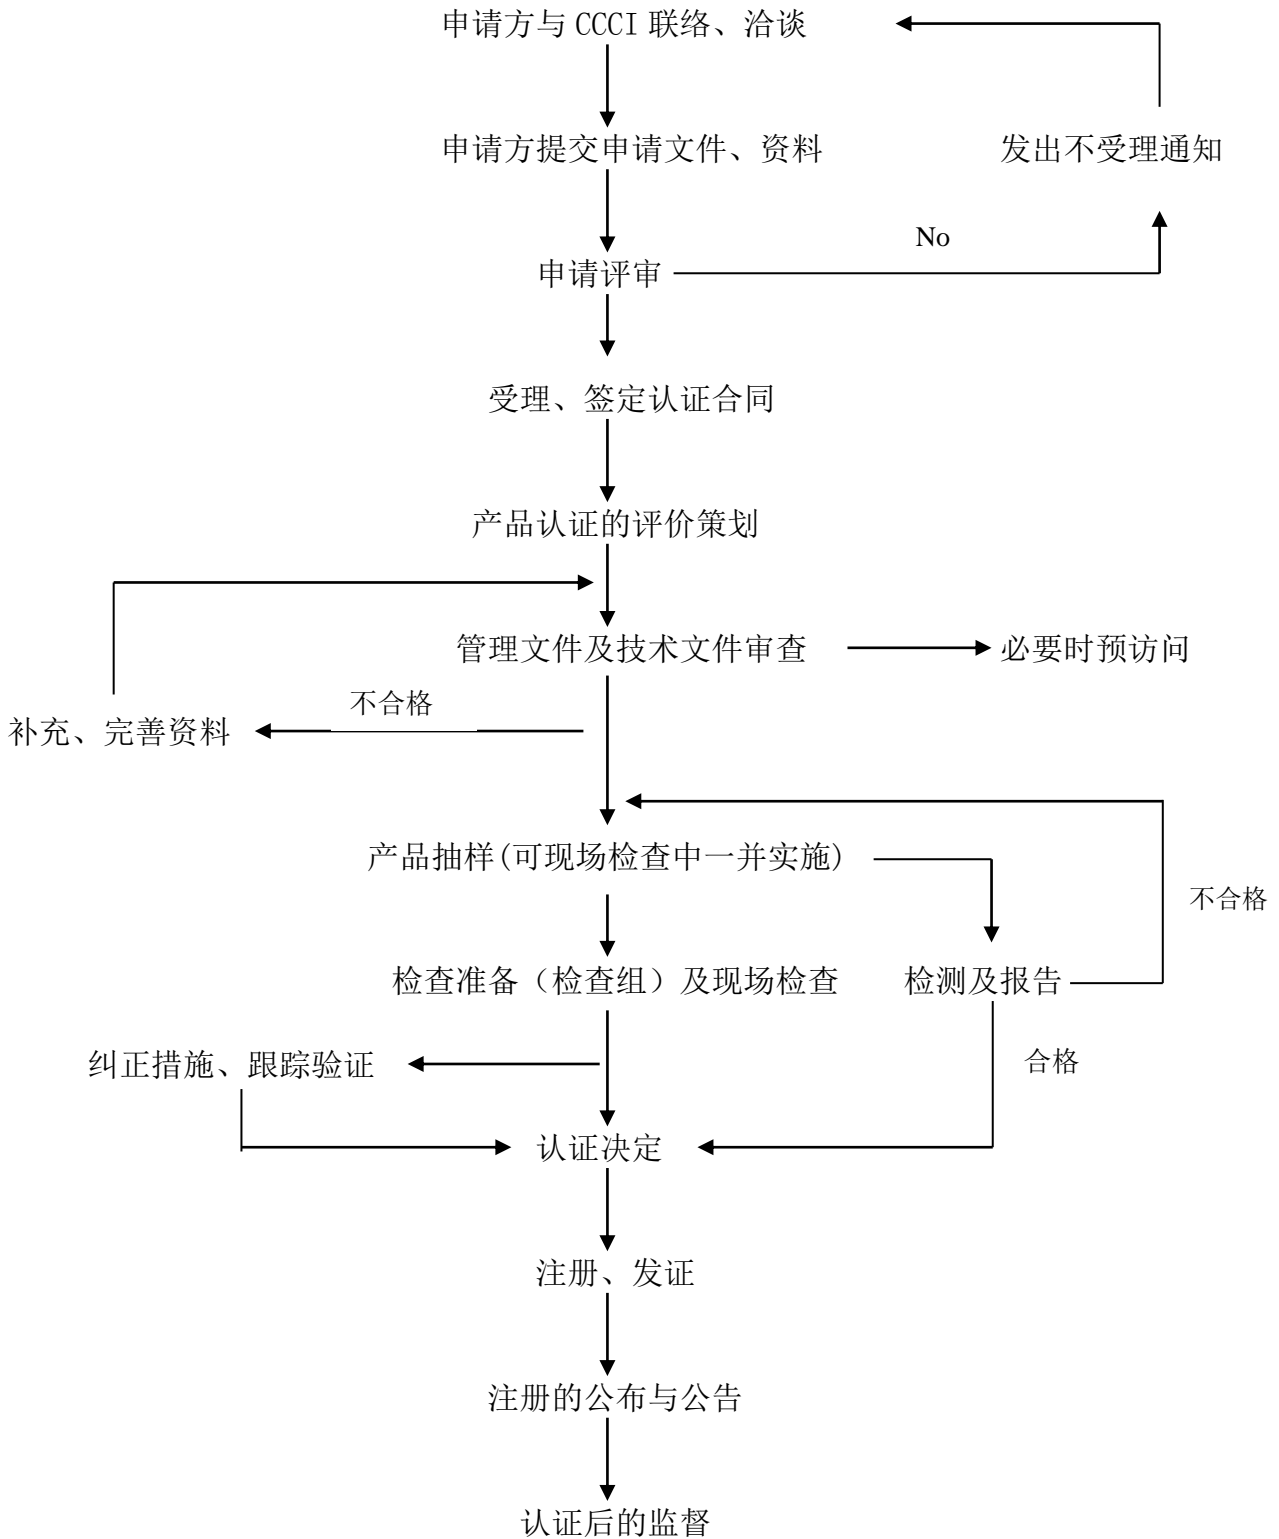 申请方与 CCCI 联络、洽谈
申请方提交申请文件、资料
发出不受理通知
No
申请评审
受理、签定认证合同
产品认证的评价策划
管理文件及技术文件审查
必要时预访问
不合格
补充、完善资料
产品抽样(可现场检查中一并实施)
不合格
检查准备（检查组）及现场检查
检测及报告
纠正措施、跟踪验证
合格
认证决定
注册、发证
注册的公布与公告
认证后的监督